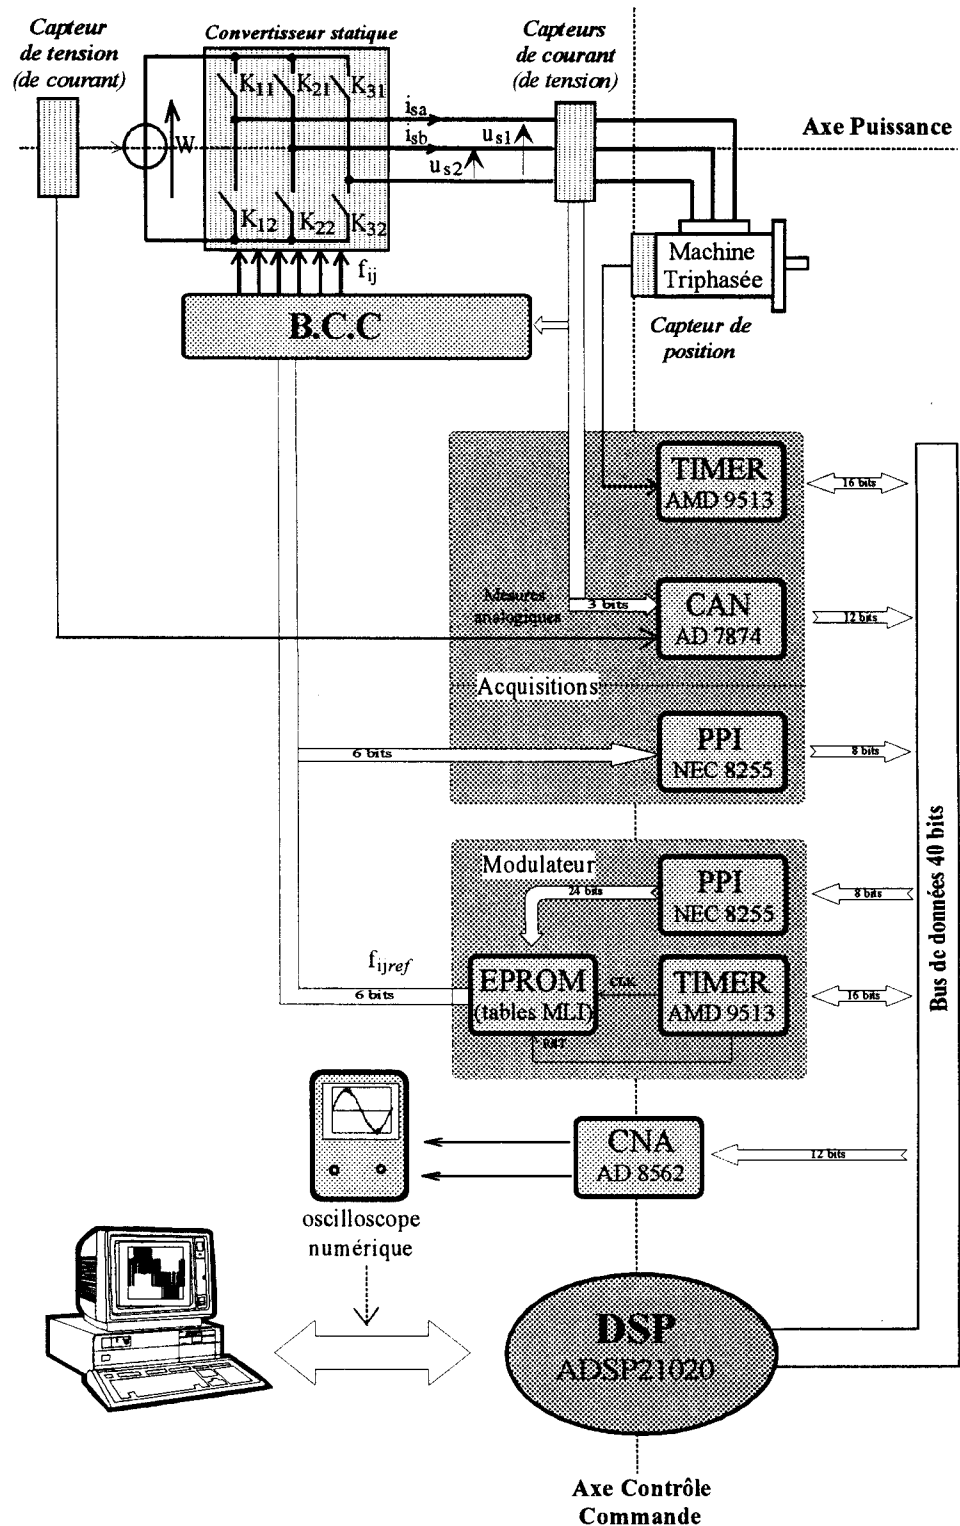 Capteur
de tension
(de courant)
Convertisseur statique
Capteurs
de courant
(de tension)
K11
K21
K31
W
isa
isb
us1
us2
Axe Puissance
K12
K22
K32
fij
Machine
Triphasée
B.C.C
Capteur de
position
TIMER
AMD 9513
16 bits
Mesures
analogiques
3 bits
CAN
AD 7874
12 bits
Acquisitions
6 bits
PPI
NEC 8255
8 bits
Bus de données 40 bits
Modulateur
24 bits
PPI
NEC 8255
8 bits
fijref
6 bits
EPROM
(tables MLI)
CLK
TIMER
AMD 9513
16 bits
CNA
AD 8562
12 bits
oscilloscope
numérique
DSP
ADSP21020
Axe Contrôle
Commande